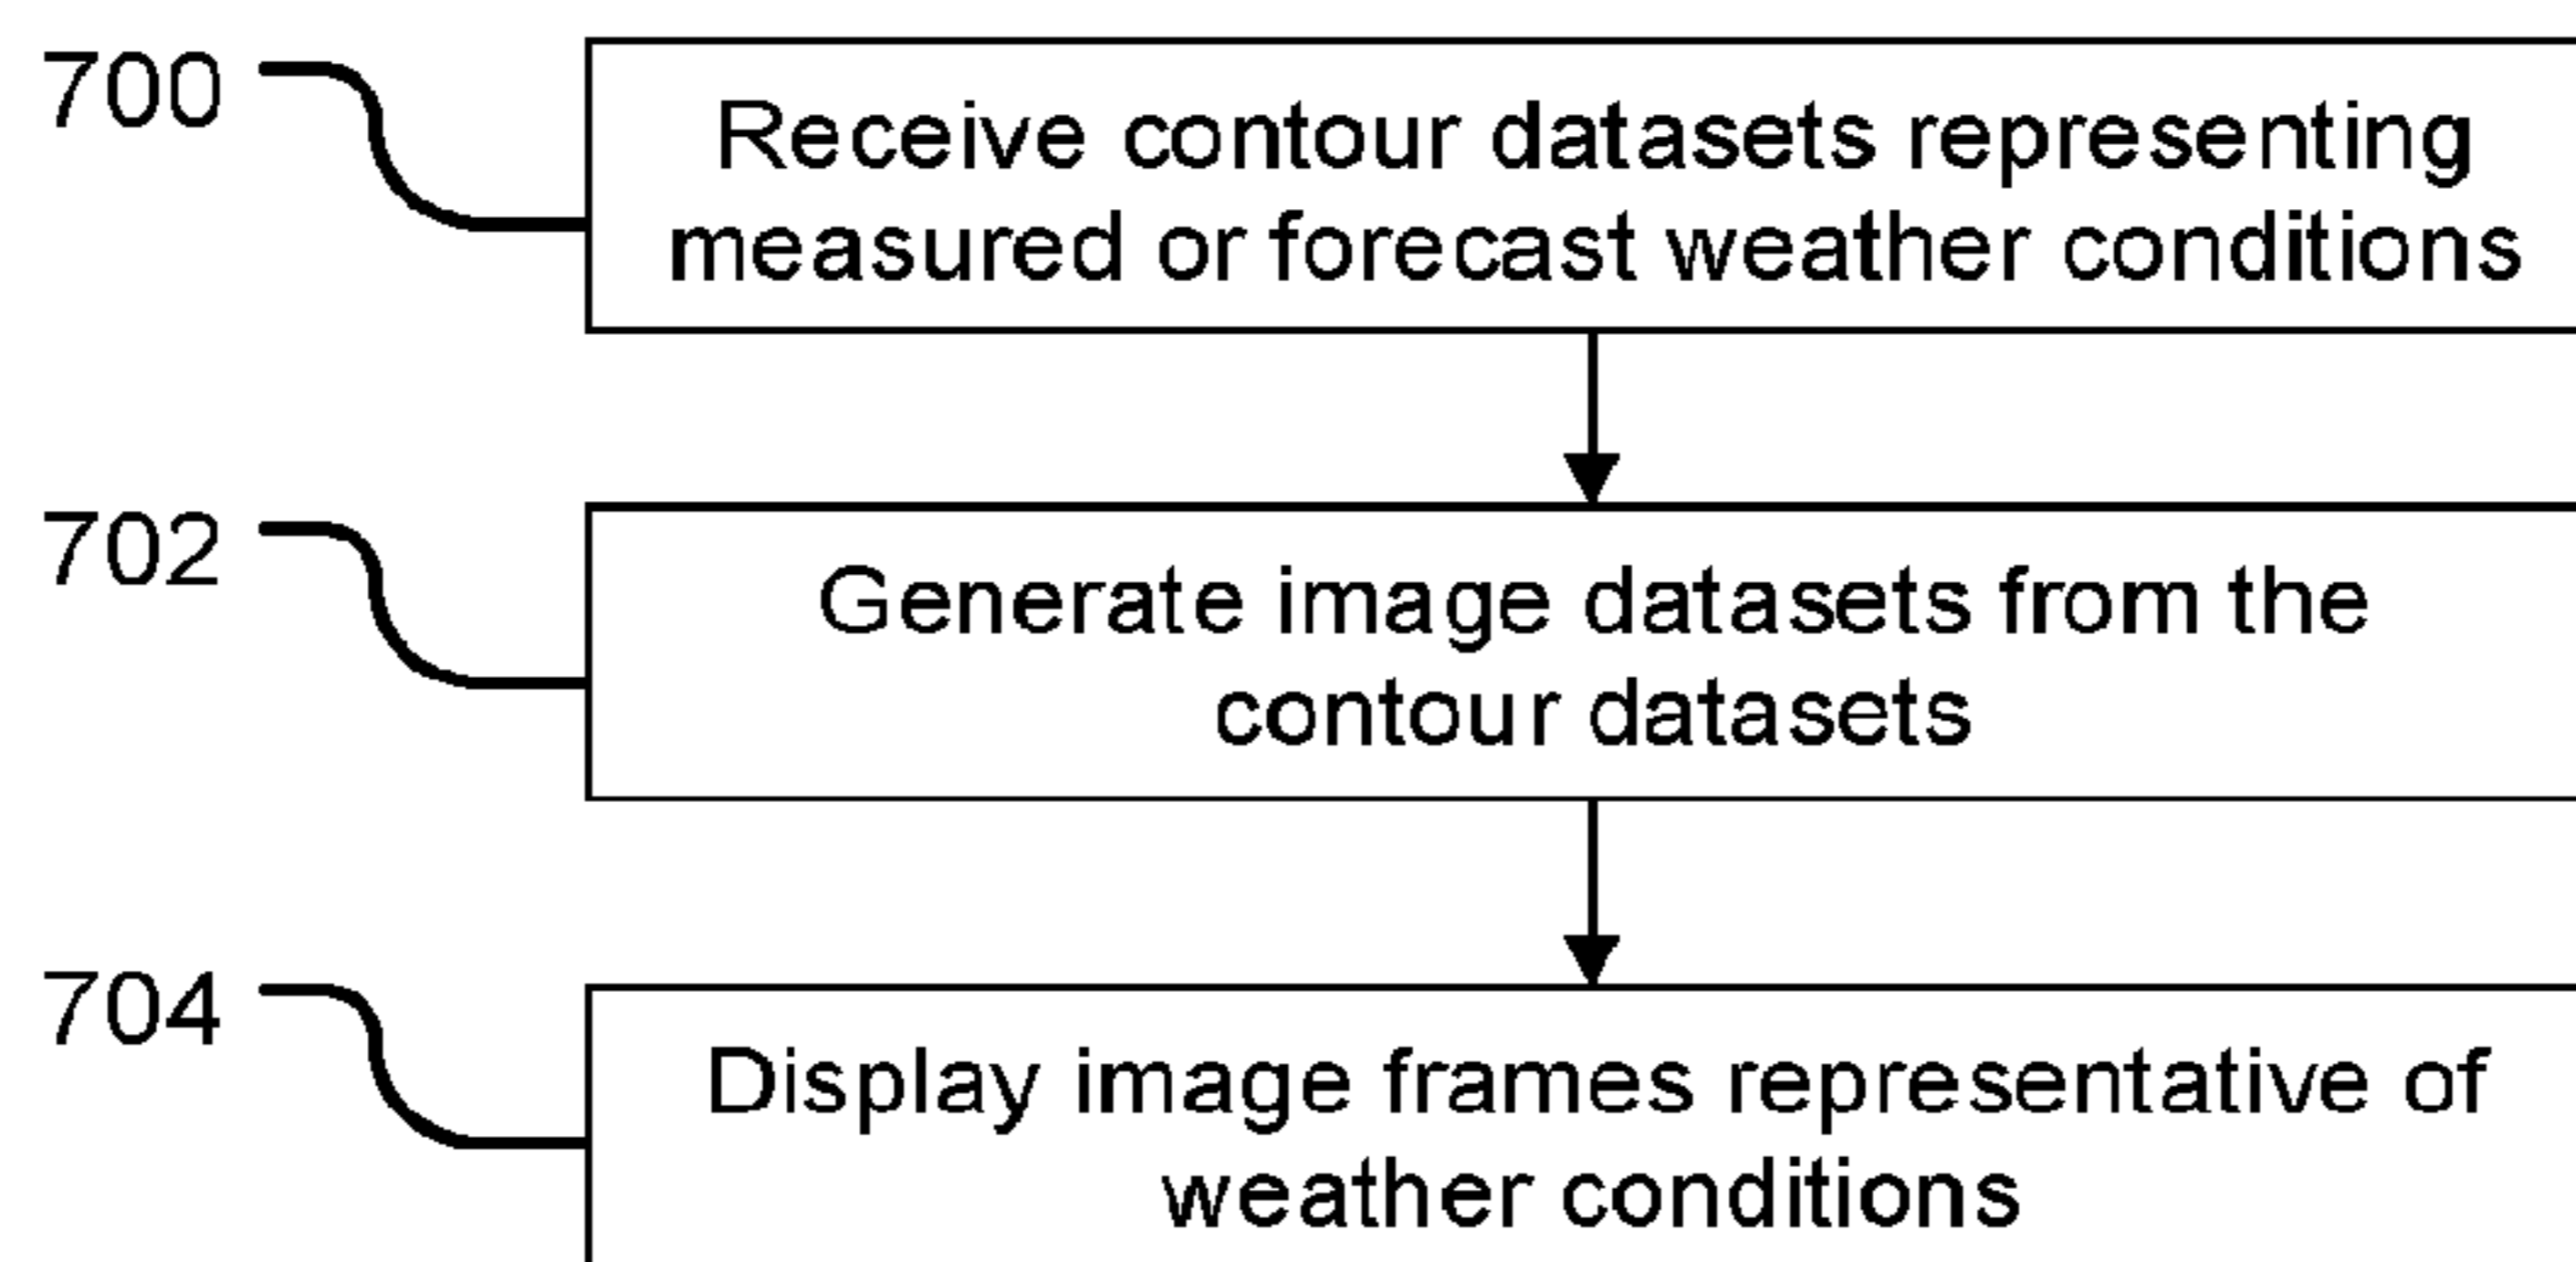 700
Receive contour datasets representing
measured or forecast weather conditions
702
Generate image datasets from the
contour datasets
704
Display image frames representative of
weather conditions